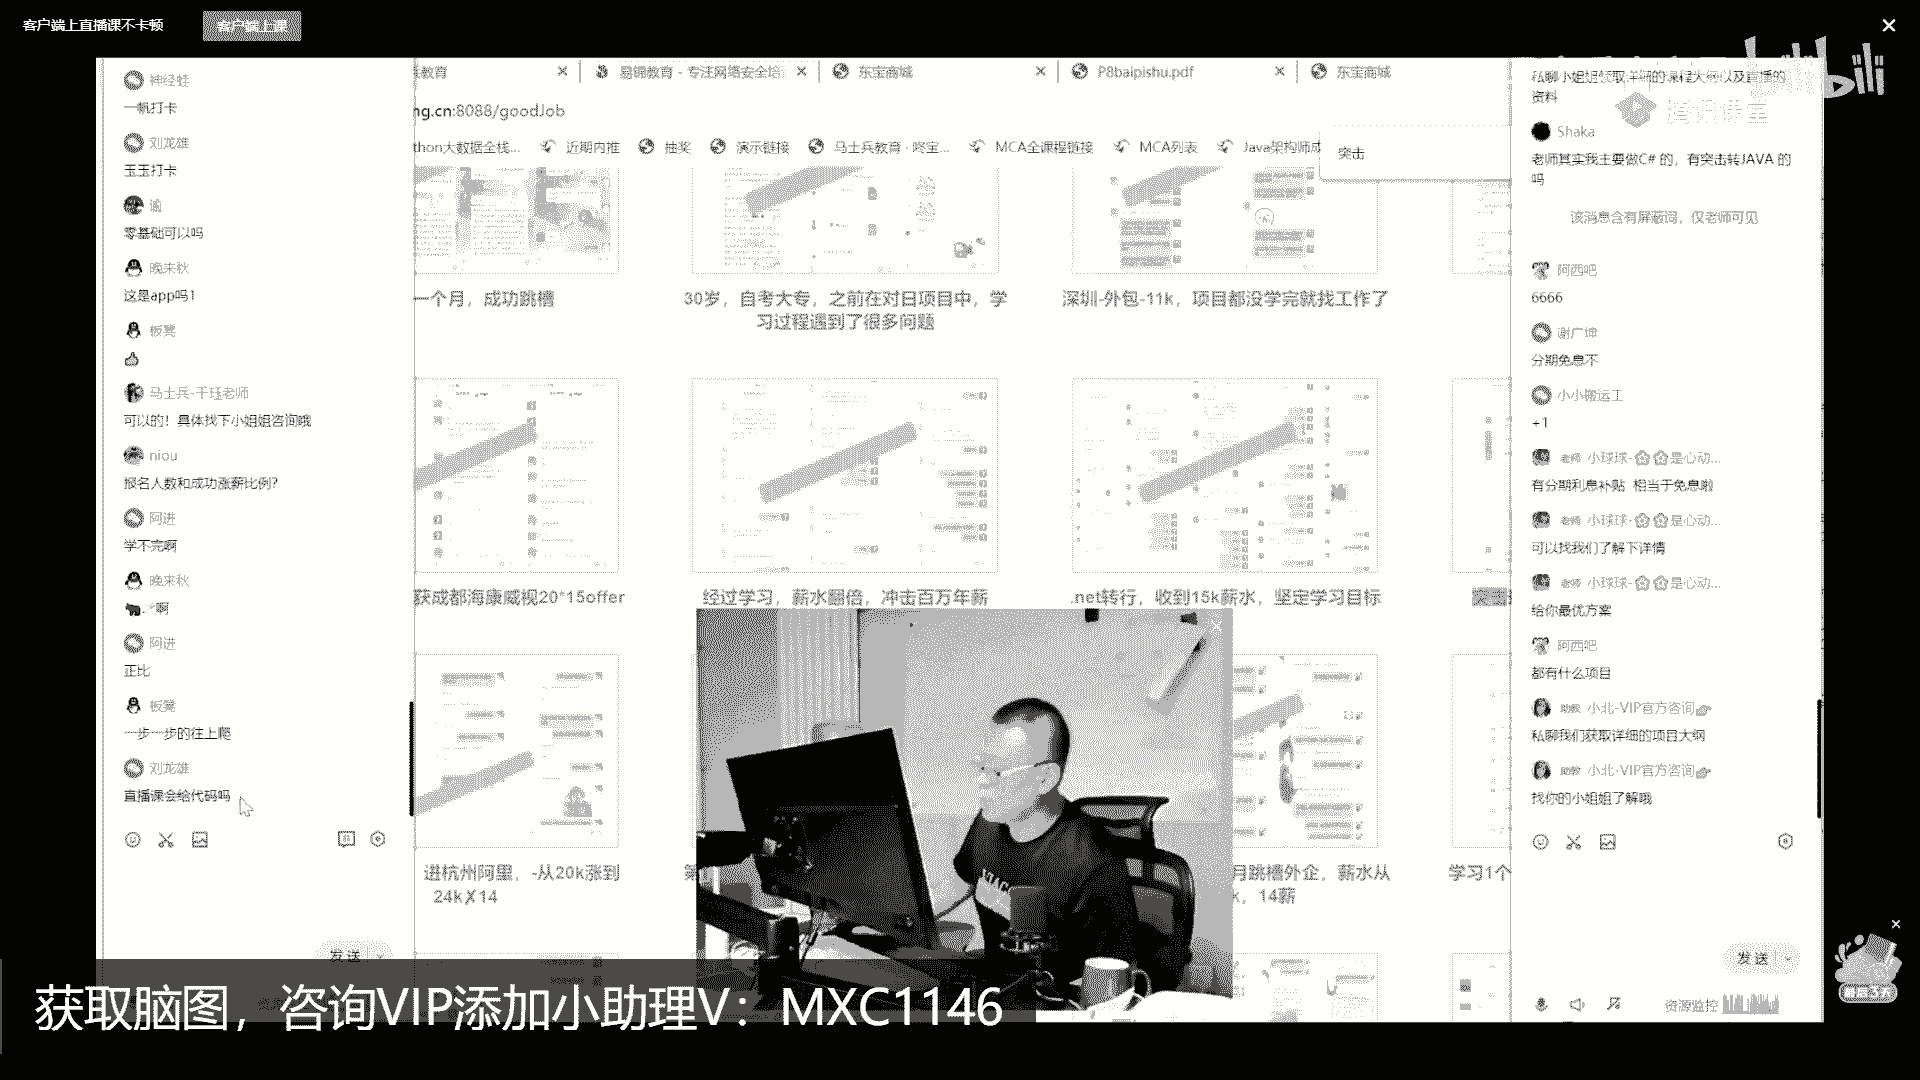 客户端上直播课不卡顿
客户端上课
神经蛙
一帆打卡
刘龙雄
玉玉打卡
逾
零基础可以吗
晚来秋
这是app吗1
板凳
马士兵-千珏老师
可以的！具体找下小姐姐咨询哦
niou
报名人数和成功涨薪比例?
阿进
学不完啊
晚来秋
啊
阿进
正比
板凳
一步一步的往上爬
刘龙雄
直播课会给代码吗
发送
教育
易锦教育 - 专注网络安全培
东宝商城
P8baipishu.pdf
东宝商城
ng.cn:8088/goodJob
thon大数据全栈...
近期内推
抽奖
演示链接
马士兵教育 · 咚宝...
MCA全课程链接
MCA列表
Java架构师成
突击
一个月，成功跳槽
30岁，自考大专，之前在对日项目中，学
习过程遇到了很多问题
深圳-外包-11k，项目都没学完就找工作了
获成都海康威视20*15offer
经过学习，薪水翻倍，冲击百万年薪
.net转行，收到15k薪水，坚定学习目标
突击
进杭州阿里，-从20k涨到
24k✗14
第
月跳槽外企，薪水从
k，14薪
学习1个
私聊小姐姐领取详细的课程大纲以及直播的
资料
bilibili
腾讯课堂
Shaka
老师其实我主要做C# 的，有突击转JAVA 的
吗
该消息含有屏蔽词，仅老师可见
阿西吧
6666
谢广坤
分期免息不
小小搬运工
+1
老师 小球球-是心动...
有分期利息补贴 相当于免息啦
老师 小球球-是心动...
可以找我们了解下详情
老师 小球球-是心动...
给你最优方案
阿西吧
都有什么项目
助教 小北-VIP官方咨询
私聊我们获取详细的项目大纲
助教 小北-VIP官方咨询
找你的小姐姐了解哦
发送
资源监控
最后3天
获取脑图，咨询VIP添加小助理V：MXC1146